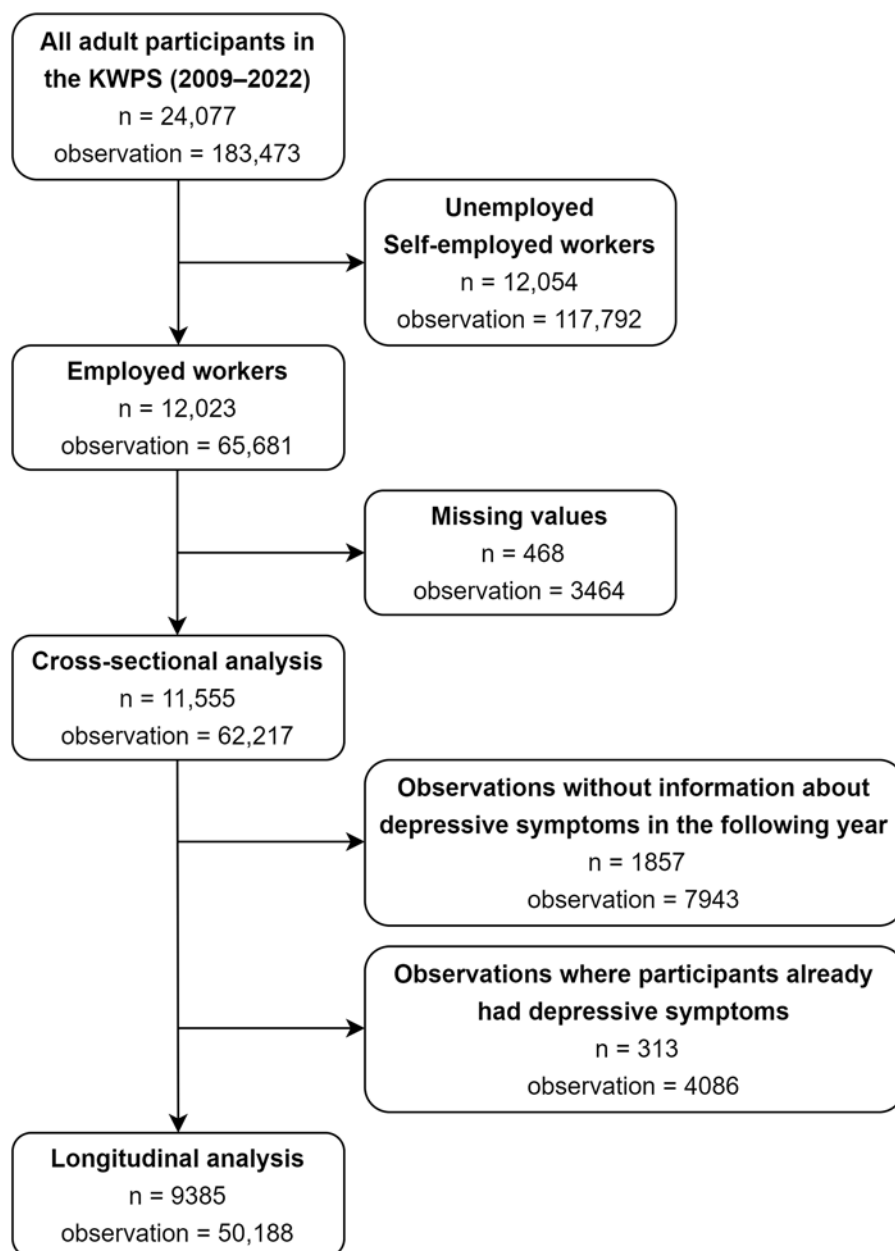 All adult participants in
the KWPS (2009–2022)
n = 24,077
observation = 183,473
Unemployed
Self-employed workers
n = 12,054
observation = 117,792
Employed workers
n = 12,023
observation = 65,681
Missing values
n = 468
observation = 3464
Cross-sectional analysis
n = 11,555
observation = 62,217
Observations without information about
depressive symptoms in the following year
n = 1857
observation = 7943
Observations where participants already
had depressive symptoms
n = 313
observation = 4086
Longitudinal analysis
n = 9385
observation = 50,188